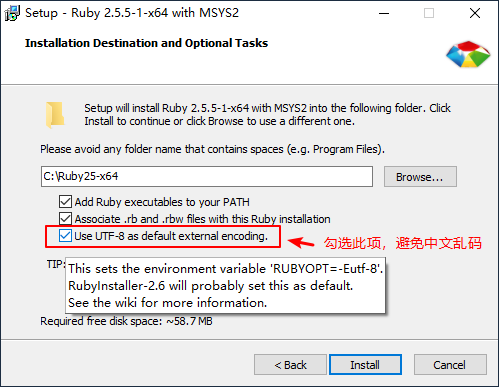 Setup - Ruby 2.5.5-1-x64 with MSYS2
Installation Destination and Optional Tasks
Setup will install Ruby 2.5.5-1-x64 with MSYS2 into the following folder. Click
Install to continue or click Browse to use a different one.
Please avoid any folder name that contains spaces (e.g. Program Files).
C:\Ruby25-x64
Browse...
Add Ruby executables to your PATH
Associate .rb and .rbw files with this Ruby installation
Use UTF-8 as default external encoding.
勾选此项，避免中文乱码
TIP:
This sets the environment variable 'RUBYOPT=-Eutf-8'.
RubyInstaller-2.6 will probably set this as default.
See the wiki for more information.
Required free disk space: ~58.7 MB
< Back
Install
Cancel